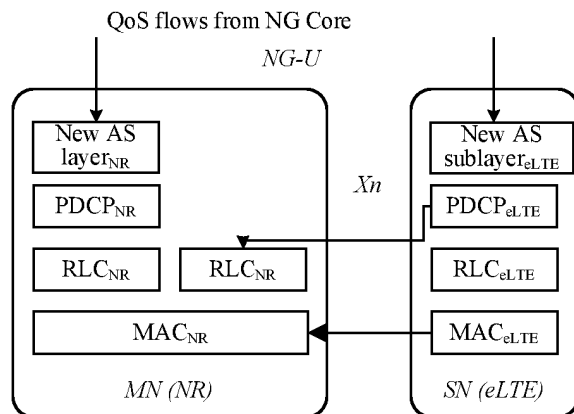 QoS flows from NG Core
NG-U
New AS
layerNR
New AS
sublayereLTE
Xn
PDCPNR
PDCPeLTE
RLCNR
RLCNR
RLCeLTE
MACNR
MACeLTE
MN (NR)
SN (eLTE)